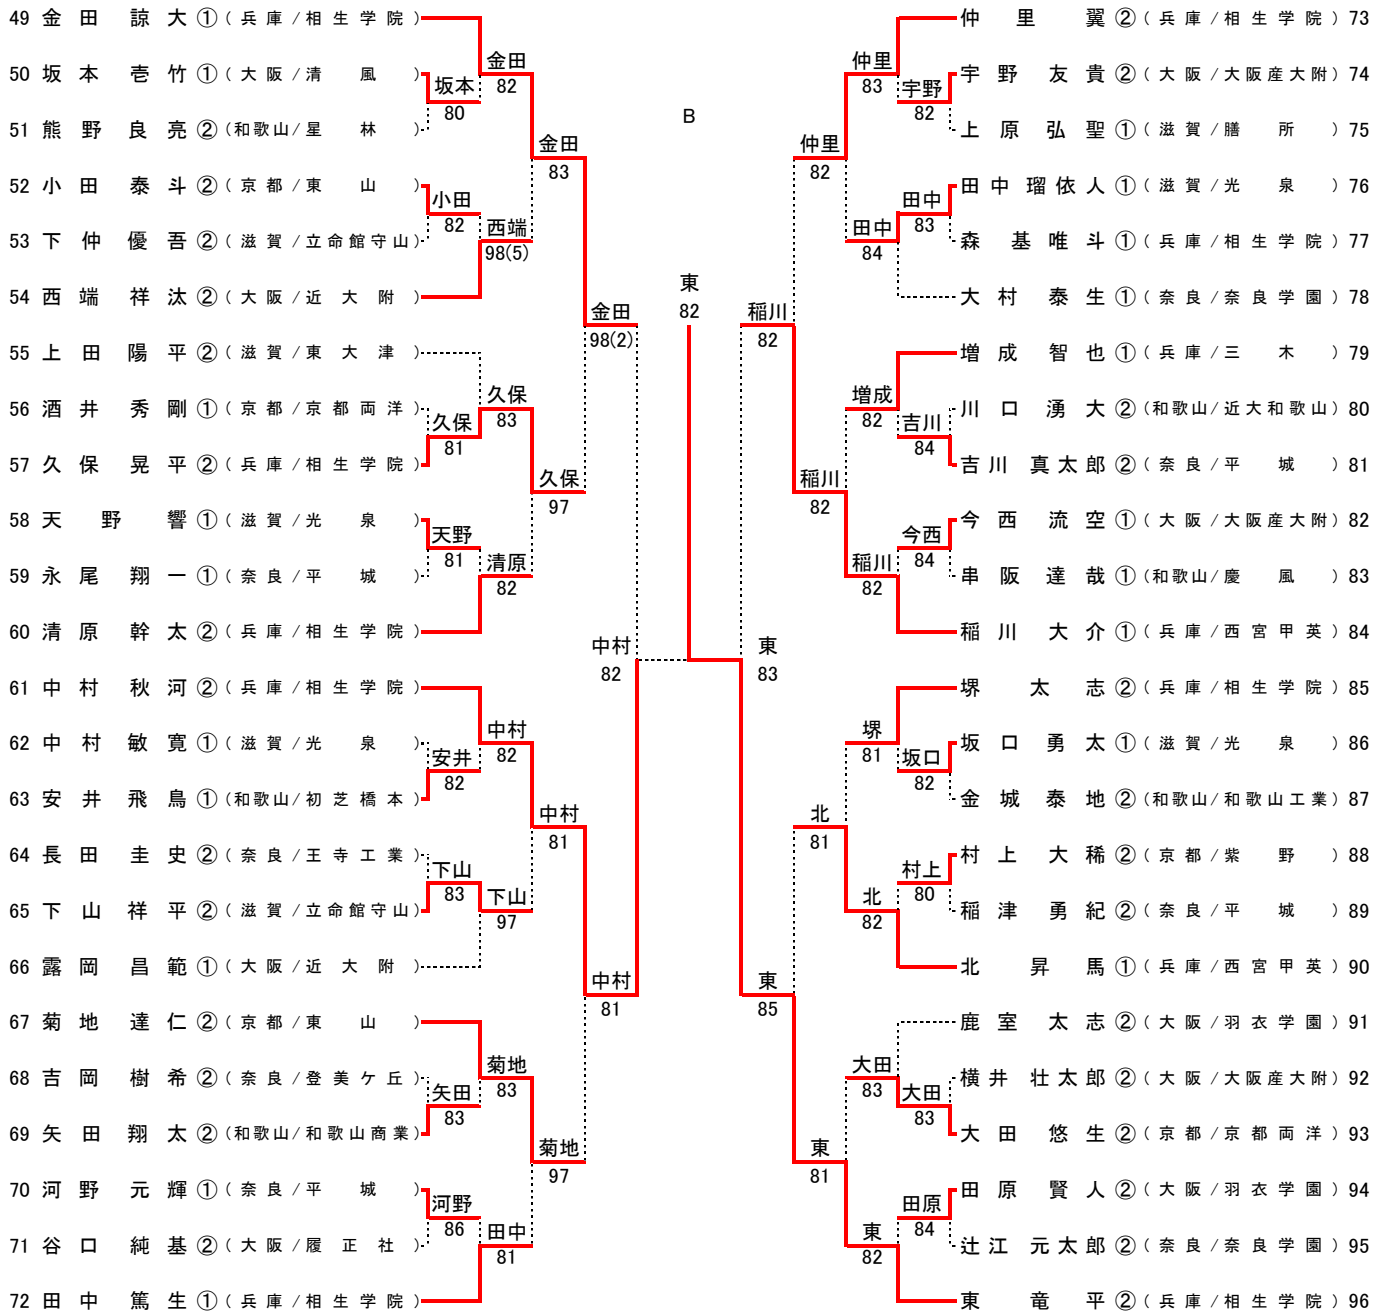 B
49 金田 諒大 ① (兵庫/相生学院)
50 坂本 壱竹 ① (大阪/清風)
51 熊野 良亮 ② (和歌山/星林)
52 小田 泰斗 ② (京都/東山)
53 下仲 優吾 ② (滋賀/立命館守山)
54 西端 祥汰 ② (大阪/近大附)
55 上田 陽平 ② (滋賀/東大津)
56 酒井 秀剛 ① (京都/京都両洋)
57 久保 晃平 ② (兵庫/相生学院)
58 天野 響 ① (滋賀/光泉)
59 永尾 翔一 ① (奈良/平城)
60 清原 幹太 ② (兵庫/相生学院)
61 中村 秋河 ② (兵庫/相生学院)
62 中村 敏寛 ① (滋賀/光泉)
63 安井 飛鳥 ① (和歌山/初芝橋本)
64 長田 圭史 ② (奈良/王寺工業)
65 下山 祥平 ② (滋賀/立命館守山)
66 露岡 昌範 ① (大阪/近大附)
67 菊地 達仁 ② (京都/東山)
68 吉岡 樹希 ② (奈良/登美ケ丘)
69 矢田 翔太 ② (和歌山/和歌山商業)
70 河野 元輝 ① (奈良/平城)
71 谷口 純基 ② (大阪/履正社)
72 田中 篤生 ① (兵庫/相生学院)
坂本
80
小田
82
久保
81
天野
81
安井
82
下山
83
矢田
83
河野
86
金田
82
西端
98(5)
久保
83
清原
82
中村
82
下山
97
菊地
83
田中
81
金田
83
久保
97
中村
81
菊地
97
金田
98(2)
中村
81
中村
82
東
82
東
83
稲川
82
東
85
仲里
82
稲川
82
北
81
東
81
仲里
83
田中
84
増成
82
稲川
82
堺
81
北
82
大田
83
東
82
宇野
82
田中
83
吉川
84
今西
84
坂口
82
村上
80
大田
83
田原
84
仲里 翼 ② (兵庫/相生学院) 73
宇野 友貴 ② (大阪/大阪産大附) 74
上原 弘聖 ① (滋賀/膳所) 75
田中 瑠依人 ① (滋賀/光泉) 76
森 基唯斗 ① (兵庫/相生学院) 77
大村 泰生 ① (奈良/奈良学園) 78
増成 智也 ① (兵庫/三木) 79
川口 湧大 ② (和歌山/近大和歌山) 80
吉川 真太郎 ② (奈良/平城) 81
今西 流空 ① (大阪/大阪産大附) 82
串阪 達哉 ① (和歌山/慶風) 83
稲川 大介 ① (兵庫/西宮甲英) 84
堺 太志 ② (兵庫/相生学院) 85
坂口 勇太 ① (滋賀/光泉) 86
金城 泰地 ② (和歌山/和歌山工業) 87
村上 大稀 ② (京都/紫野) 88
稲津 勇紀 ② (奈良/平城) 89
北 昇馬 ① (兵庫/西宮甲英) 90
鹿室 太志 ② (大阪/羽衣学園) 91
横井 壮太郎 ② (大阪/大阪産大附) 92
大田 悠生 ② (京都/京都両洋) 93
田原 賢人 ② (大阪/羽衣学園) 94
辻江 元太郎 ② (奈良/奈良学園) 95
東 竜平 ② (兵庫/相生学院) 96